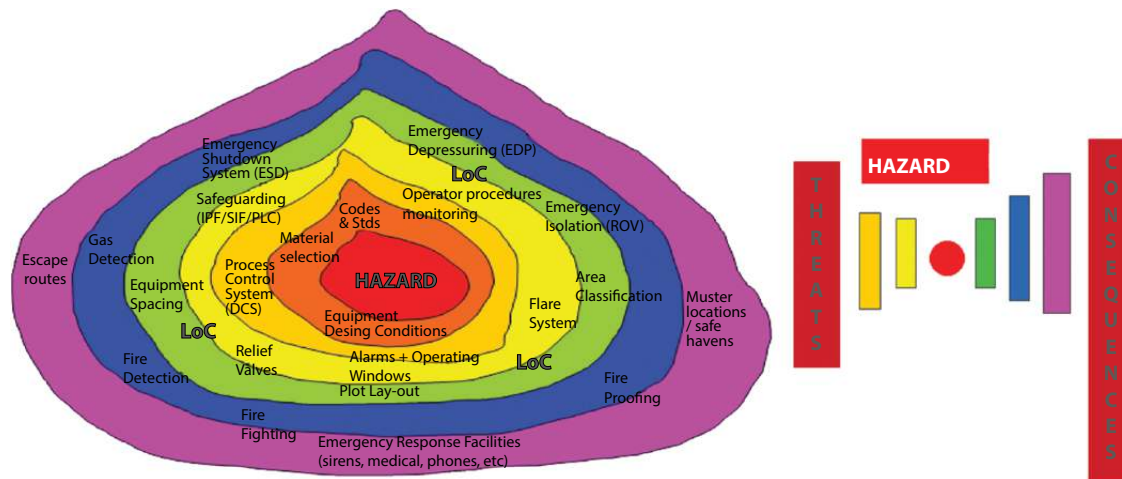 Emergency
Shutdown
System (ESD)
Emergency
Depressuring (EDP)
LoC
Safeguarding
(IPF/SIF/PLC)
Operator procedures
monitoring
Codes
& Stds
Emergency
Isolation (ROV)
Gas
Detection
Material
selection
Escape
routes
Process
Control
System
(DCS)
HAZARD
Equipment
Spacing
Area
Classification
Muster
locations
/ safe
havens
Flare
System
Equipment
Desing Conditions
LoC
Relief
Valves
Alarms + Operating
Windows
LoC
Fire
Detection
Plot Lay-out
Fire
Proofing
Fire
Fighting
Emergency Response Facilities
(sirens, medical, phones, etc)
THREATS
HAZARD
CONSEQUENCES